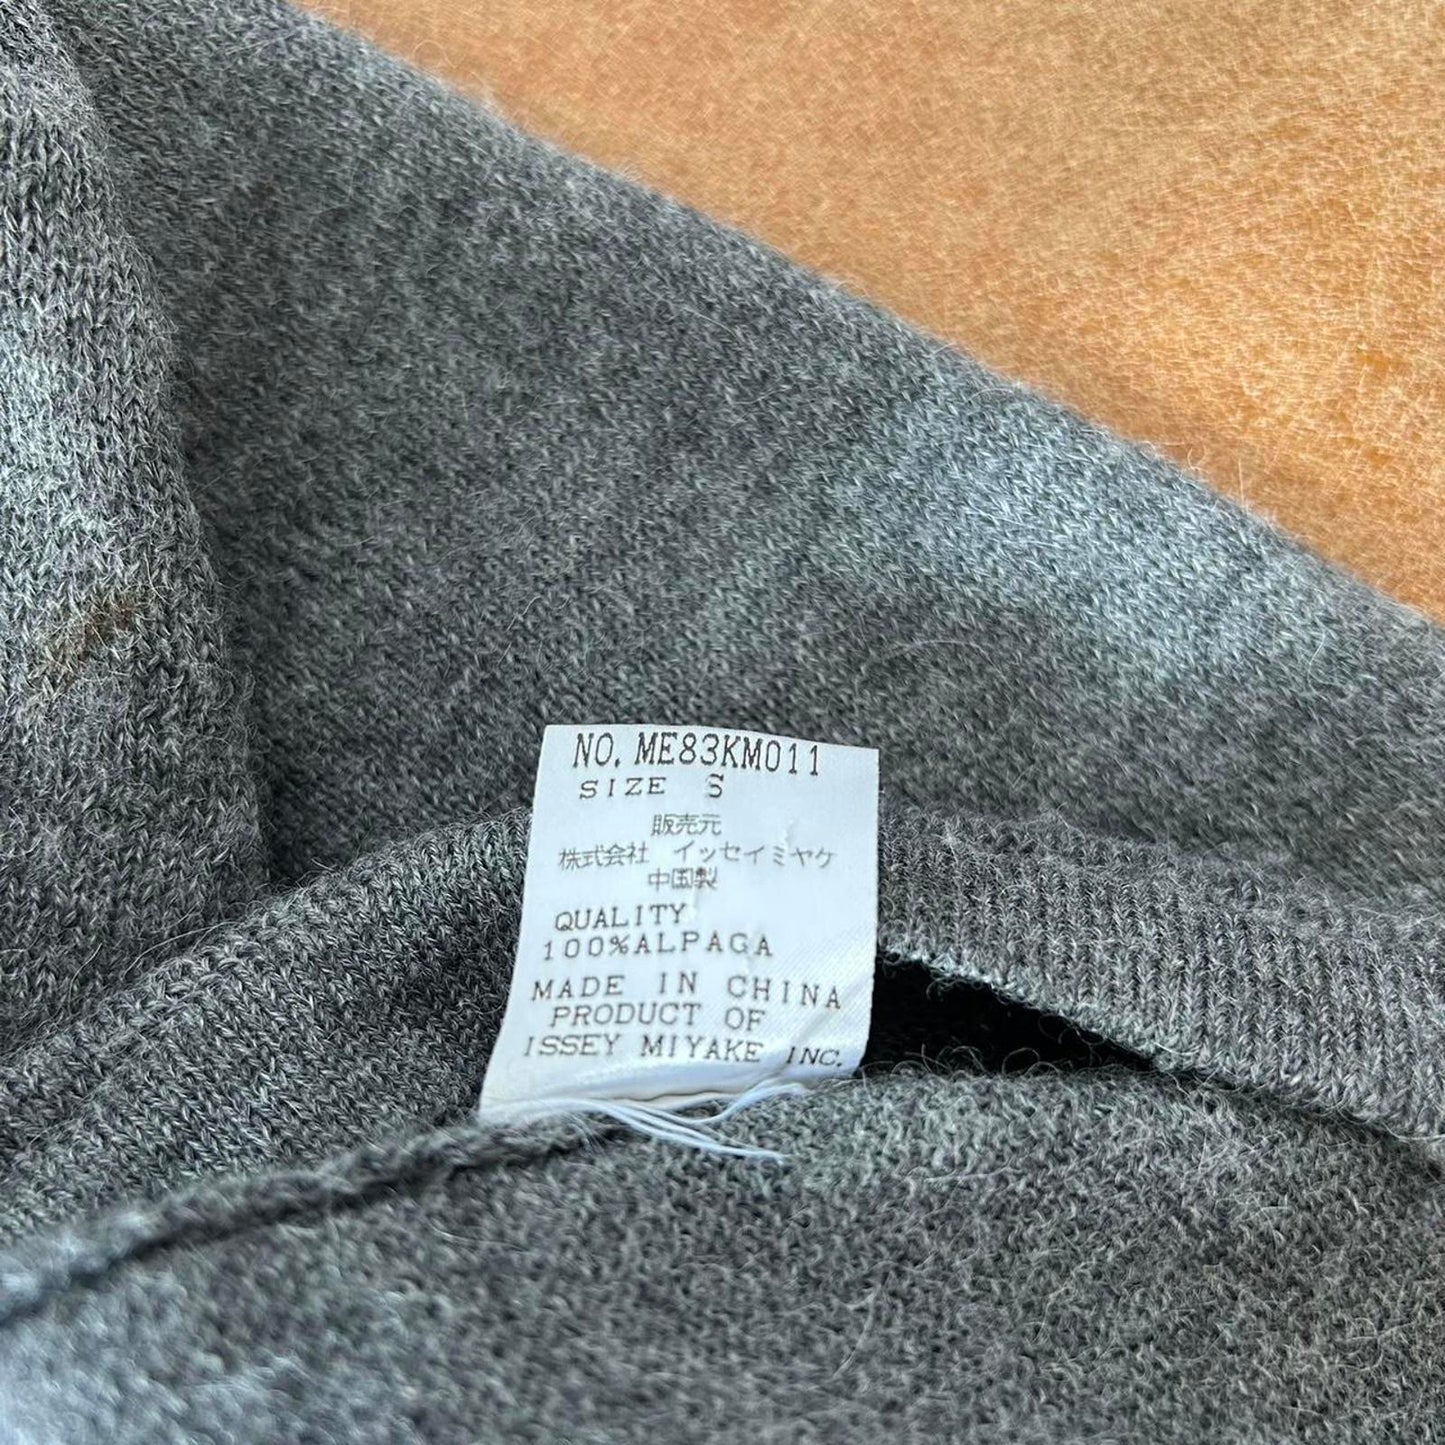 NO. ME83KM011
SIZE S
販売元
株式会社 イッセイミヤケ
中国製
QUALITY
100%ALPAGA
MADE IN CHINA
PRODUCT OF
ISSEY MIYAKE INC.